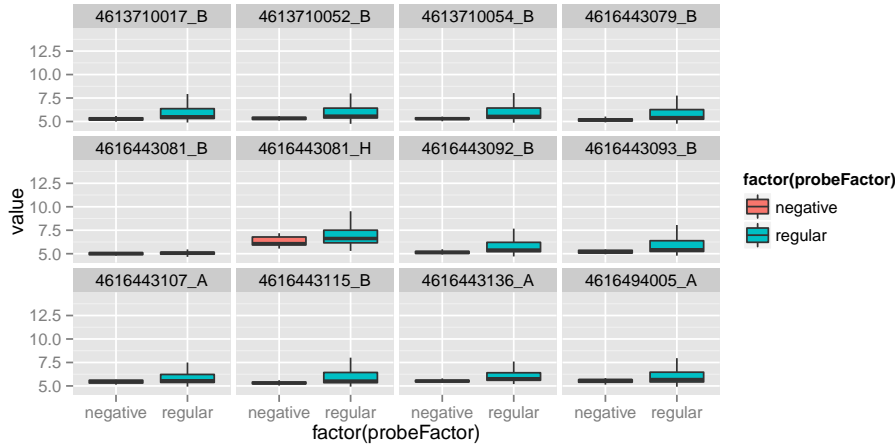 4613710017_B 4613710052_B 4613710054_B 4616443079_B
12.5
10.0
7.5
5.0
4616443081_B 4616443081_H 4616443092_B 4616443093_B
12.5
10.0
7.5
5.0
4616443107_A 4616443115_B 4616443136_A 4616494005_A
12.5
10.0
7.5
5.0
negative regular negative regular negative regular negative regular
factor(probeFactor)
value
factor(probeFactor)
negative
regular